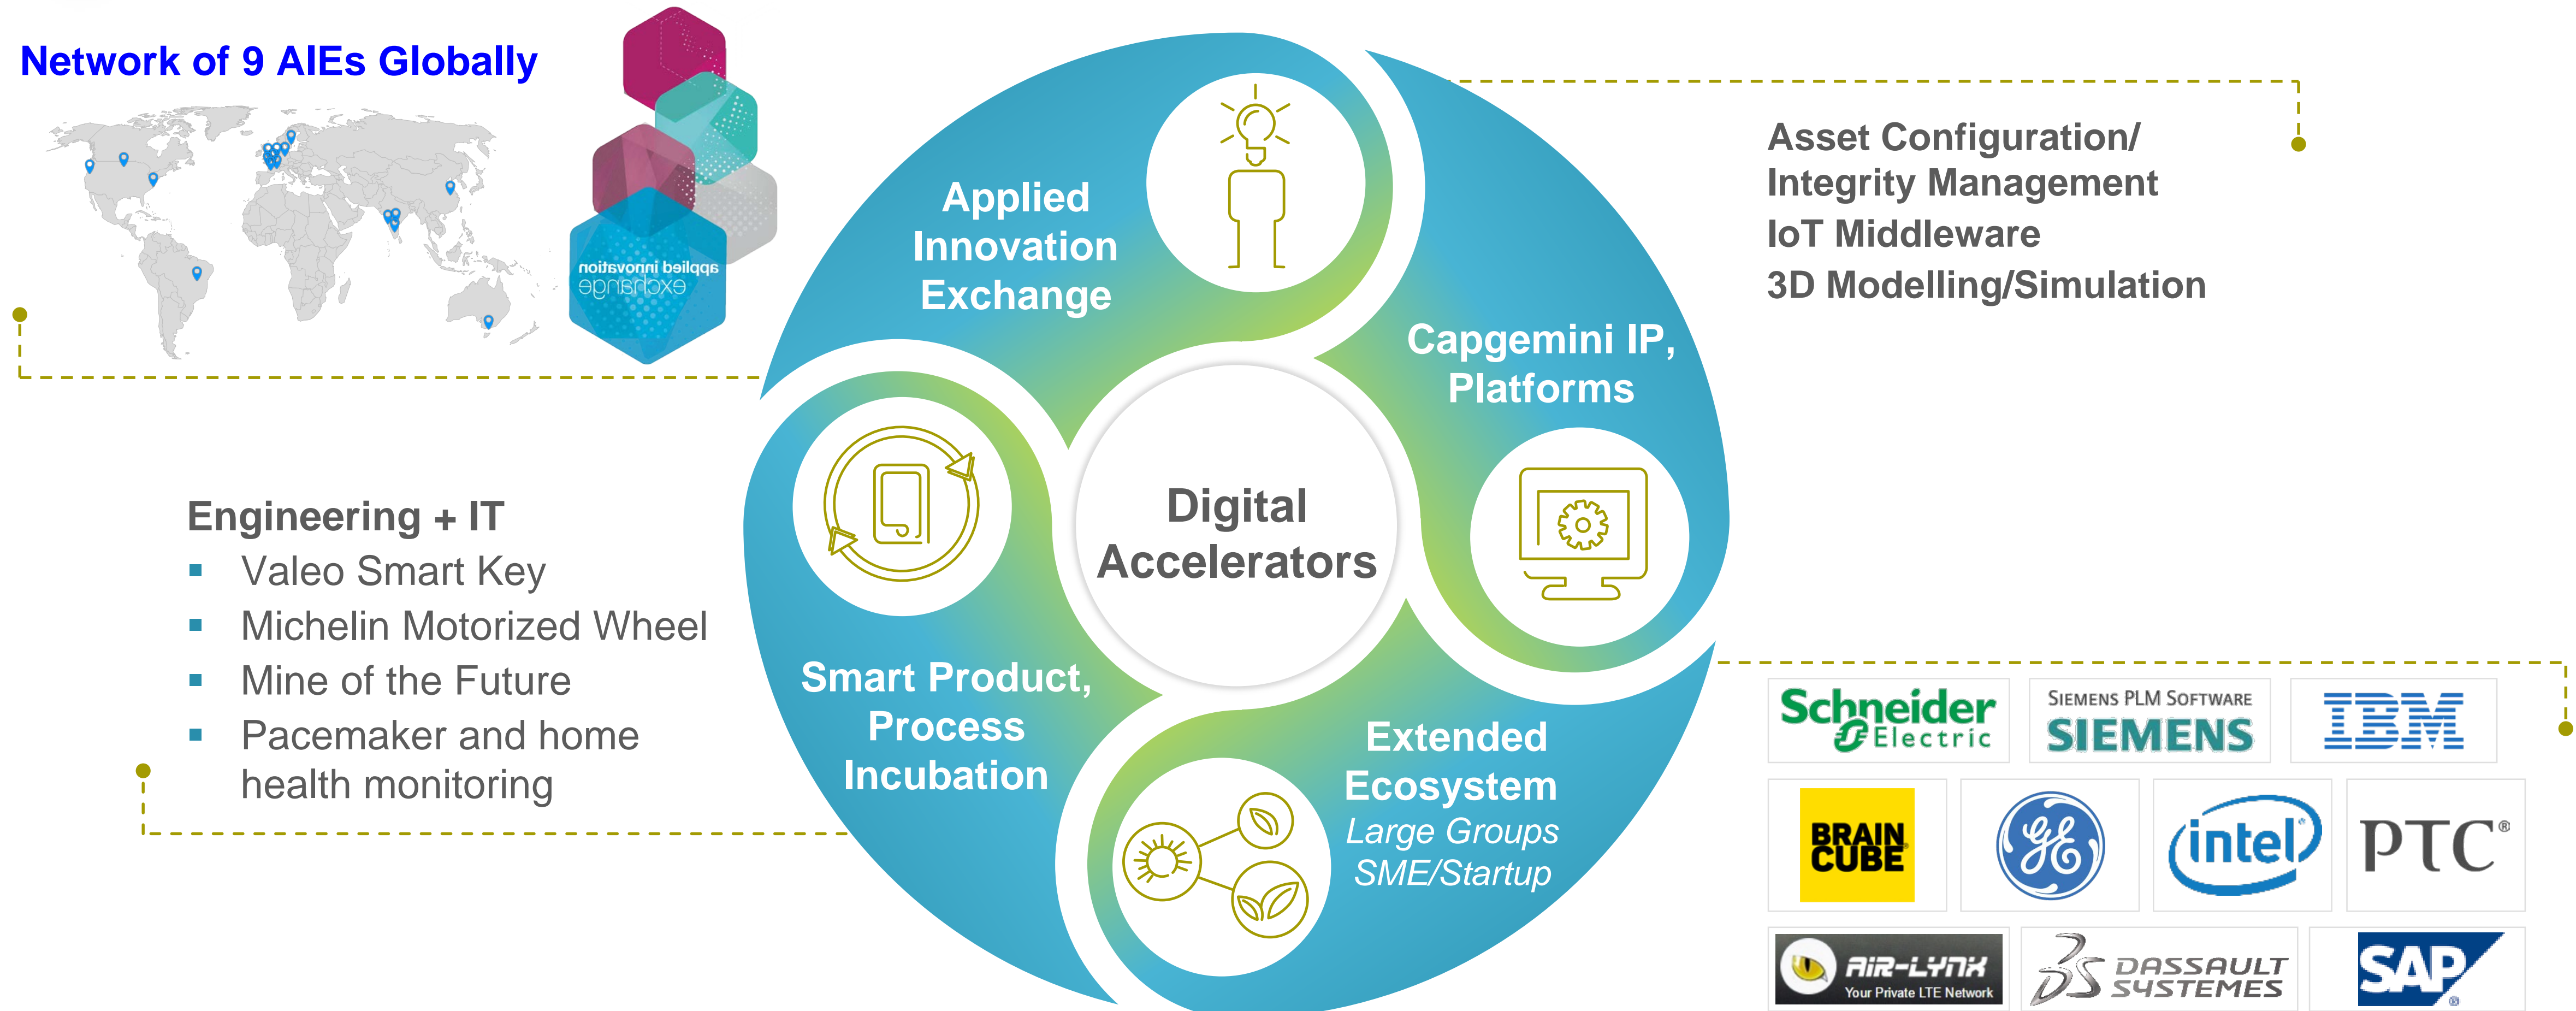 Network of 9 AIEs Globally
applied innovation
exchange
Applied
Innovation
Exchange
Capgemini IP,
Platforms
Asset Configuration/
Integrity Management
IoT Middleware
3D Modelling/Simulation
Digital
Accelerators
Engineering + IT
▪ Valeo Smart Key
▪ Michelin Motorized Wheel
▪ Mine of the Future
▪ Pacemaker and home
health monitoring
Smart Product,
Process
Incubation
Extended
Ecosystem
Large Groups
SME/Startup
Schneider
Electric
SIEMENS PLM SOFTWARE
SIEMENS
IBM
BRAIN
CUBE
GE
intel®
PTC®
AIR-LYNX
Your Private LTE Network
3DS DASSAULT
SYSTEMES
SAP®